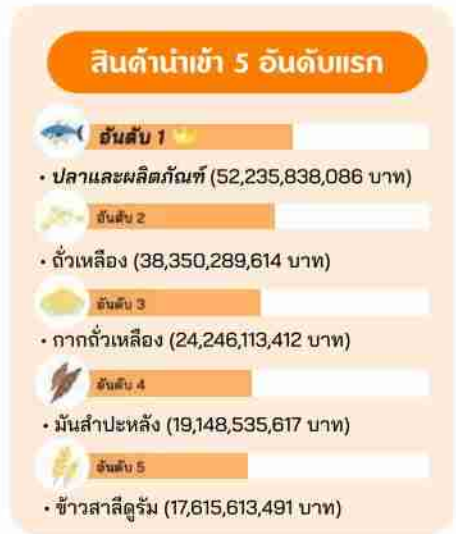 สินค้านำเข้า 5 อันดับแรก
อันดับ 1
• ปลาและผลิตภัณฑ์ (52,235,838,086 บาท)
อันดับ 2
• ถั่วเหลือง (38,350,289,614 บาท)
อันดับ 3
• กากถั่วเหลือง (24,246,113,412 บาท)
อันดับ 4
• มันสำปะหลัง (19,148,535,617 บาท)
อันดับ 5
• ข้าวสาลีดูรัม (17,615,613,491 บาท)